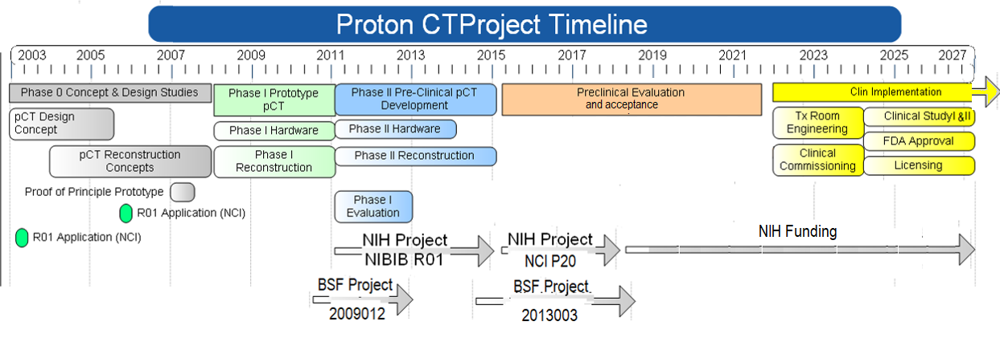 Proton CTProject Timeline
2003 2005 2007 2009 2011 2013 2015 2017 2019 2021 2023 2025 2027
Phase 0 Concept & Design Studies
Phase I Prototype
pCT
Phase II Pre-Clinical pCT
Development
Preclinical Evaluation
and acceptance
Clin Implementation
pCT Design
Concept
Phase I Hardware
Phase II Hardware
Tx Room
Engineering
Clinical StudyI &II
FDA Approval
pCT Reconstruction
Concepts
Phase I
Reconstruction
Phase II Reconstruction
Clinical
Commissioning
Licensing
Proof of Principle Prototype
Phase I
Evaluation
R01 Application (NCI)
R01 Application (NCI)
NIH Project
NIBIB R01
NIH Project
NCI P20
NIH Funding
BSF Project
2009012
BSF Project
2013003